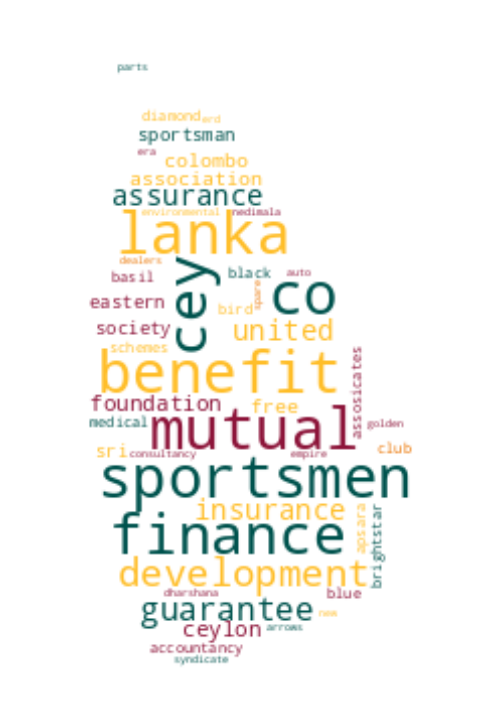 parts
diamond erd
sportsman
era
colombo
association
assurance
environmental nedimala
lanka
dealers
cey
black auto
basil
co
eastern
spare
bird
society
united
schemes
benefit
assosicates
foundation
free
medical
mutual
golden
sri
consultancy
empire
club
sportsmen
insurance
apsara
brightstar
finance
development
dharshana
blue
guarantee
new
ceylon
arrows
accountancy
syndicate